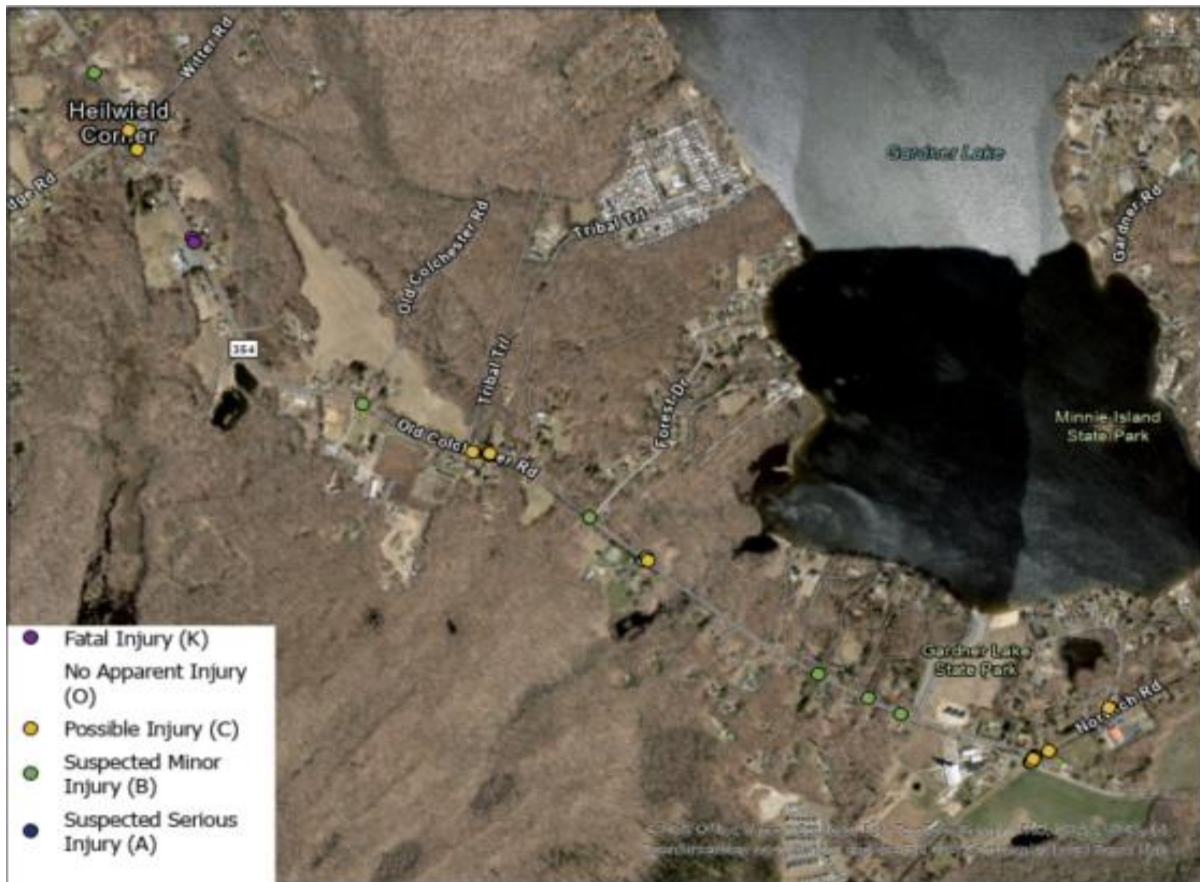 Witter Rd
Heilwield
Corner
dge Rd
Gardner Lake
Gardner Rd
Tribal Trl
Old Colchester Rd
354
Tribal Trl
Forest Dr
Minnie Island
State Park
Old Colchester Rd
Gardner Lake
State Park
Norwich Rd
Fatal Injury (K)
No Apparent Injury
(O)
Possible Injury (C)
Suspected Minor
Injury (B)
Suspected Serious
Injury (A)